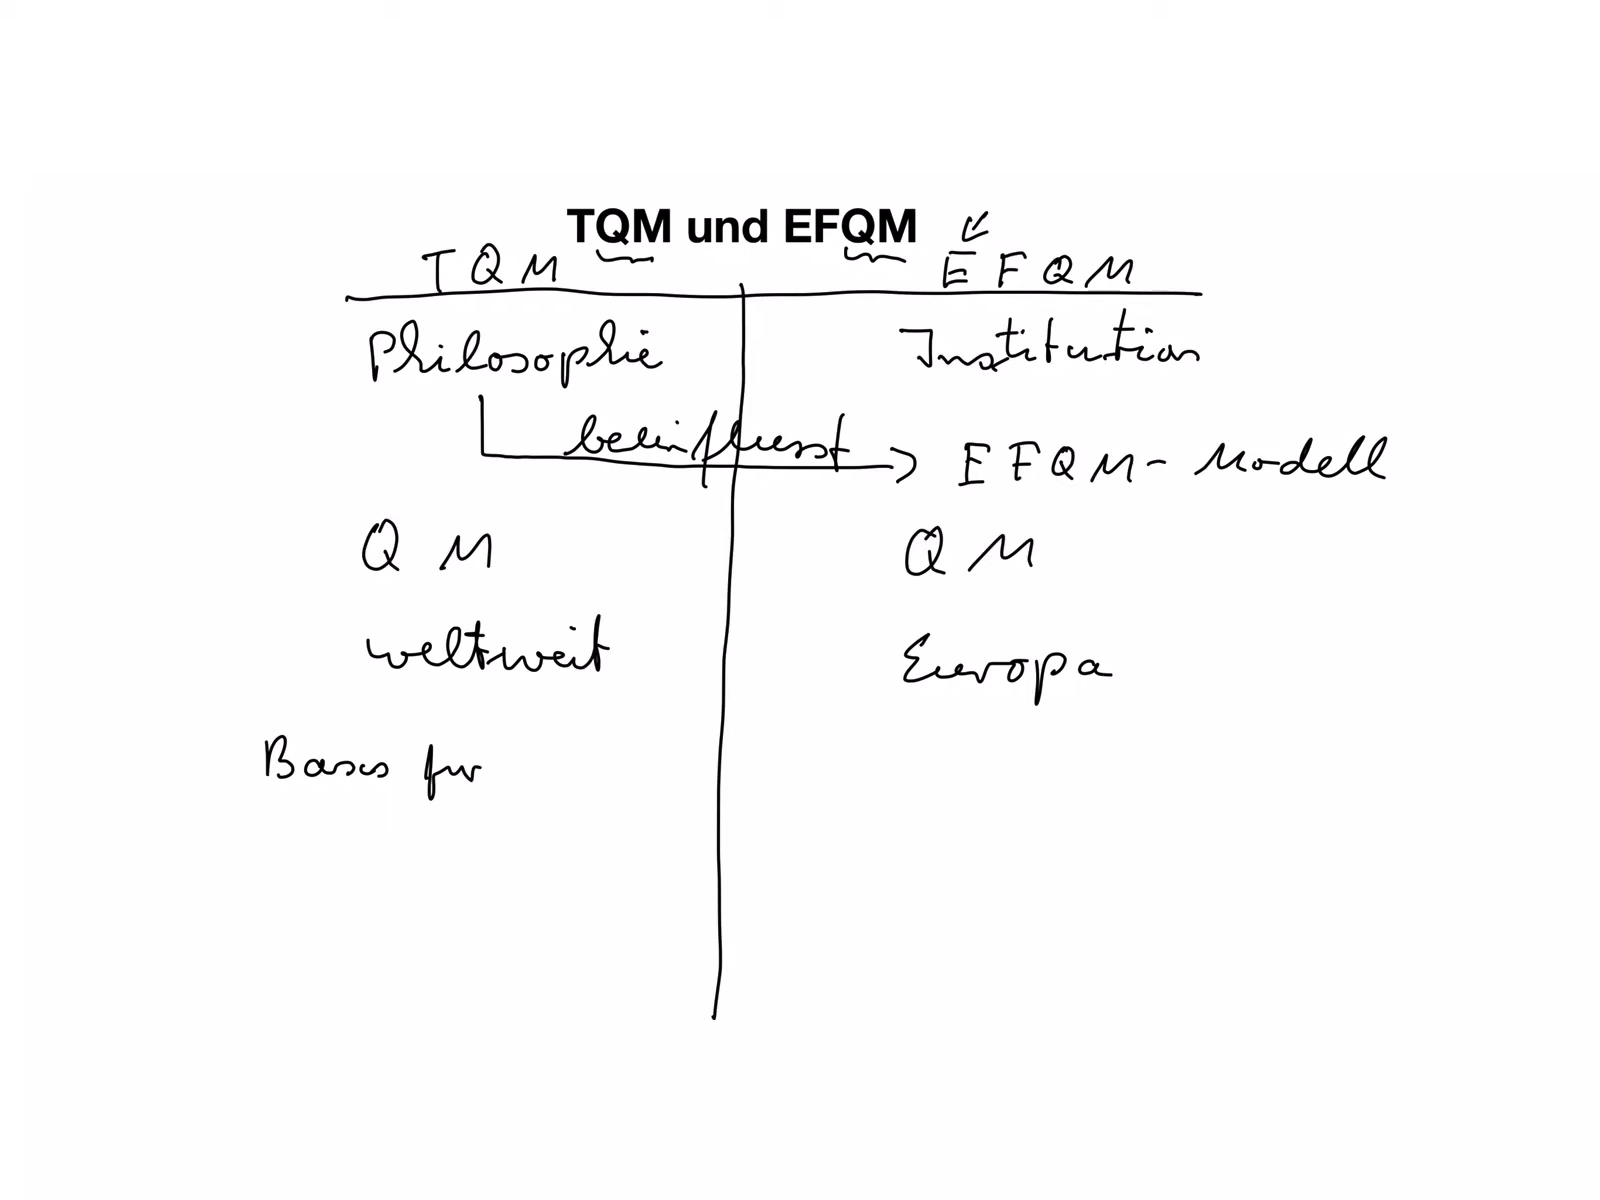 TQM und EFQM
TQM EFQM
Philosophie Institution
beeinflusst EFQM-Modell
QM QM
weltweit Europa
Basis für